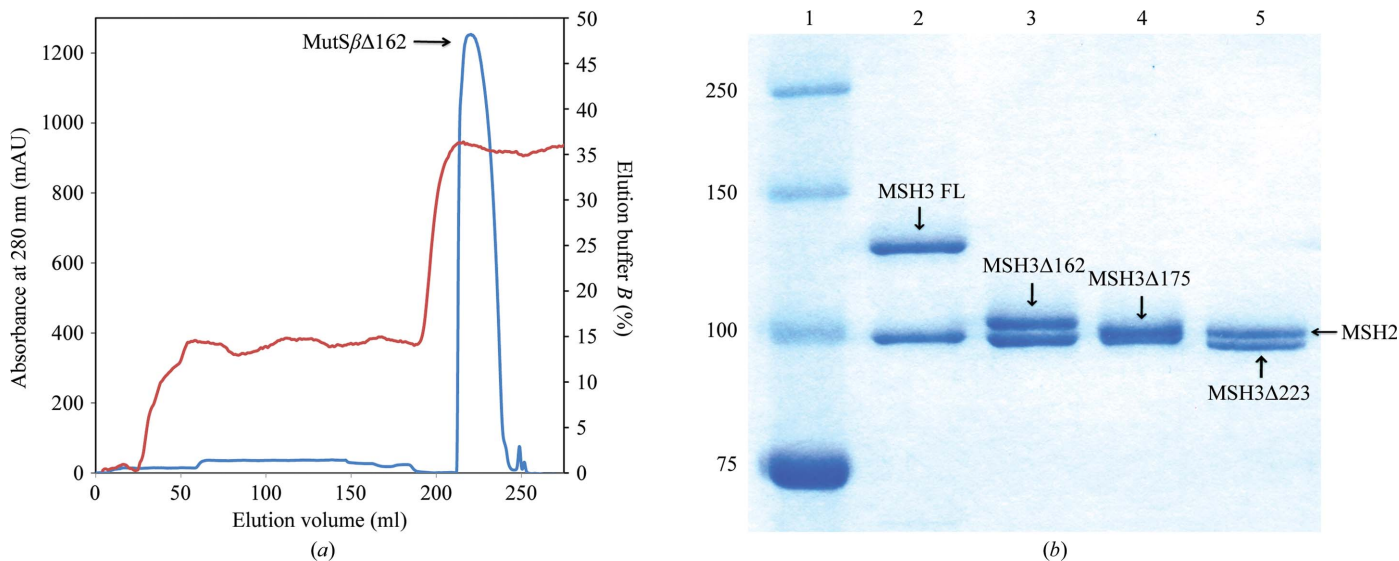 MutSβΔ162
1200
1000
800
600
400
200
0
Absorbance at 280 nm (mAU)
50
45
40
35
30
25
20
15
10
5
0
Elution buffer B (%)
0 50 100 150 200 250
Elution volume (ml)
(a)
1 2 3 4 5
250
150
100
75
MSH3 FL
MSH3Δ162
MSH3Δ175
MSH2
MSH3Δ223
(b)